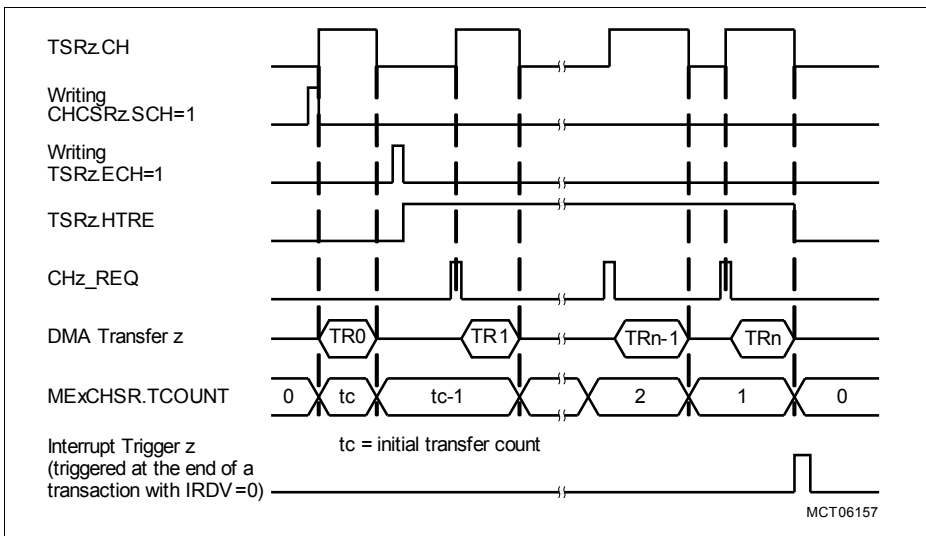 TSRz.CH
Writing
CHCSRz.SCH=1
Writing
TSRz.ECH=1
TSRz.HTRE
CHz_REQ
DMA Transfer z
TR0
TR1
TRn-1
TRn
MExCHSR.TCOUNT
0
tc
tc-1
2
1
0
Interrupt Trigger z
(triggered at the end of a
transaction with IRDV=0)
tc = initial transfer count
MCT06157